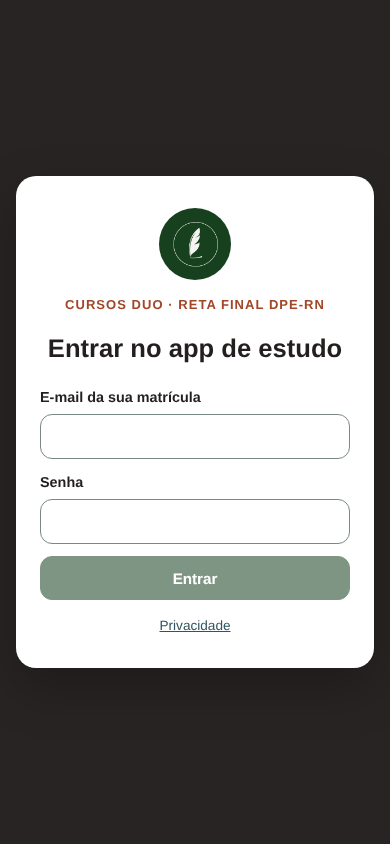 CURSOS DUO · RETA FINAL DPE-RN
Entrar no app de estudo
E-mail da sua matrícula
Senha
Entrar
Privacidade